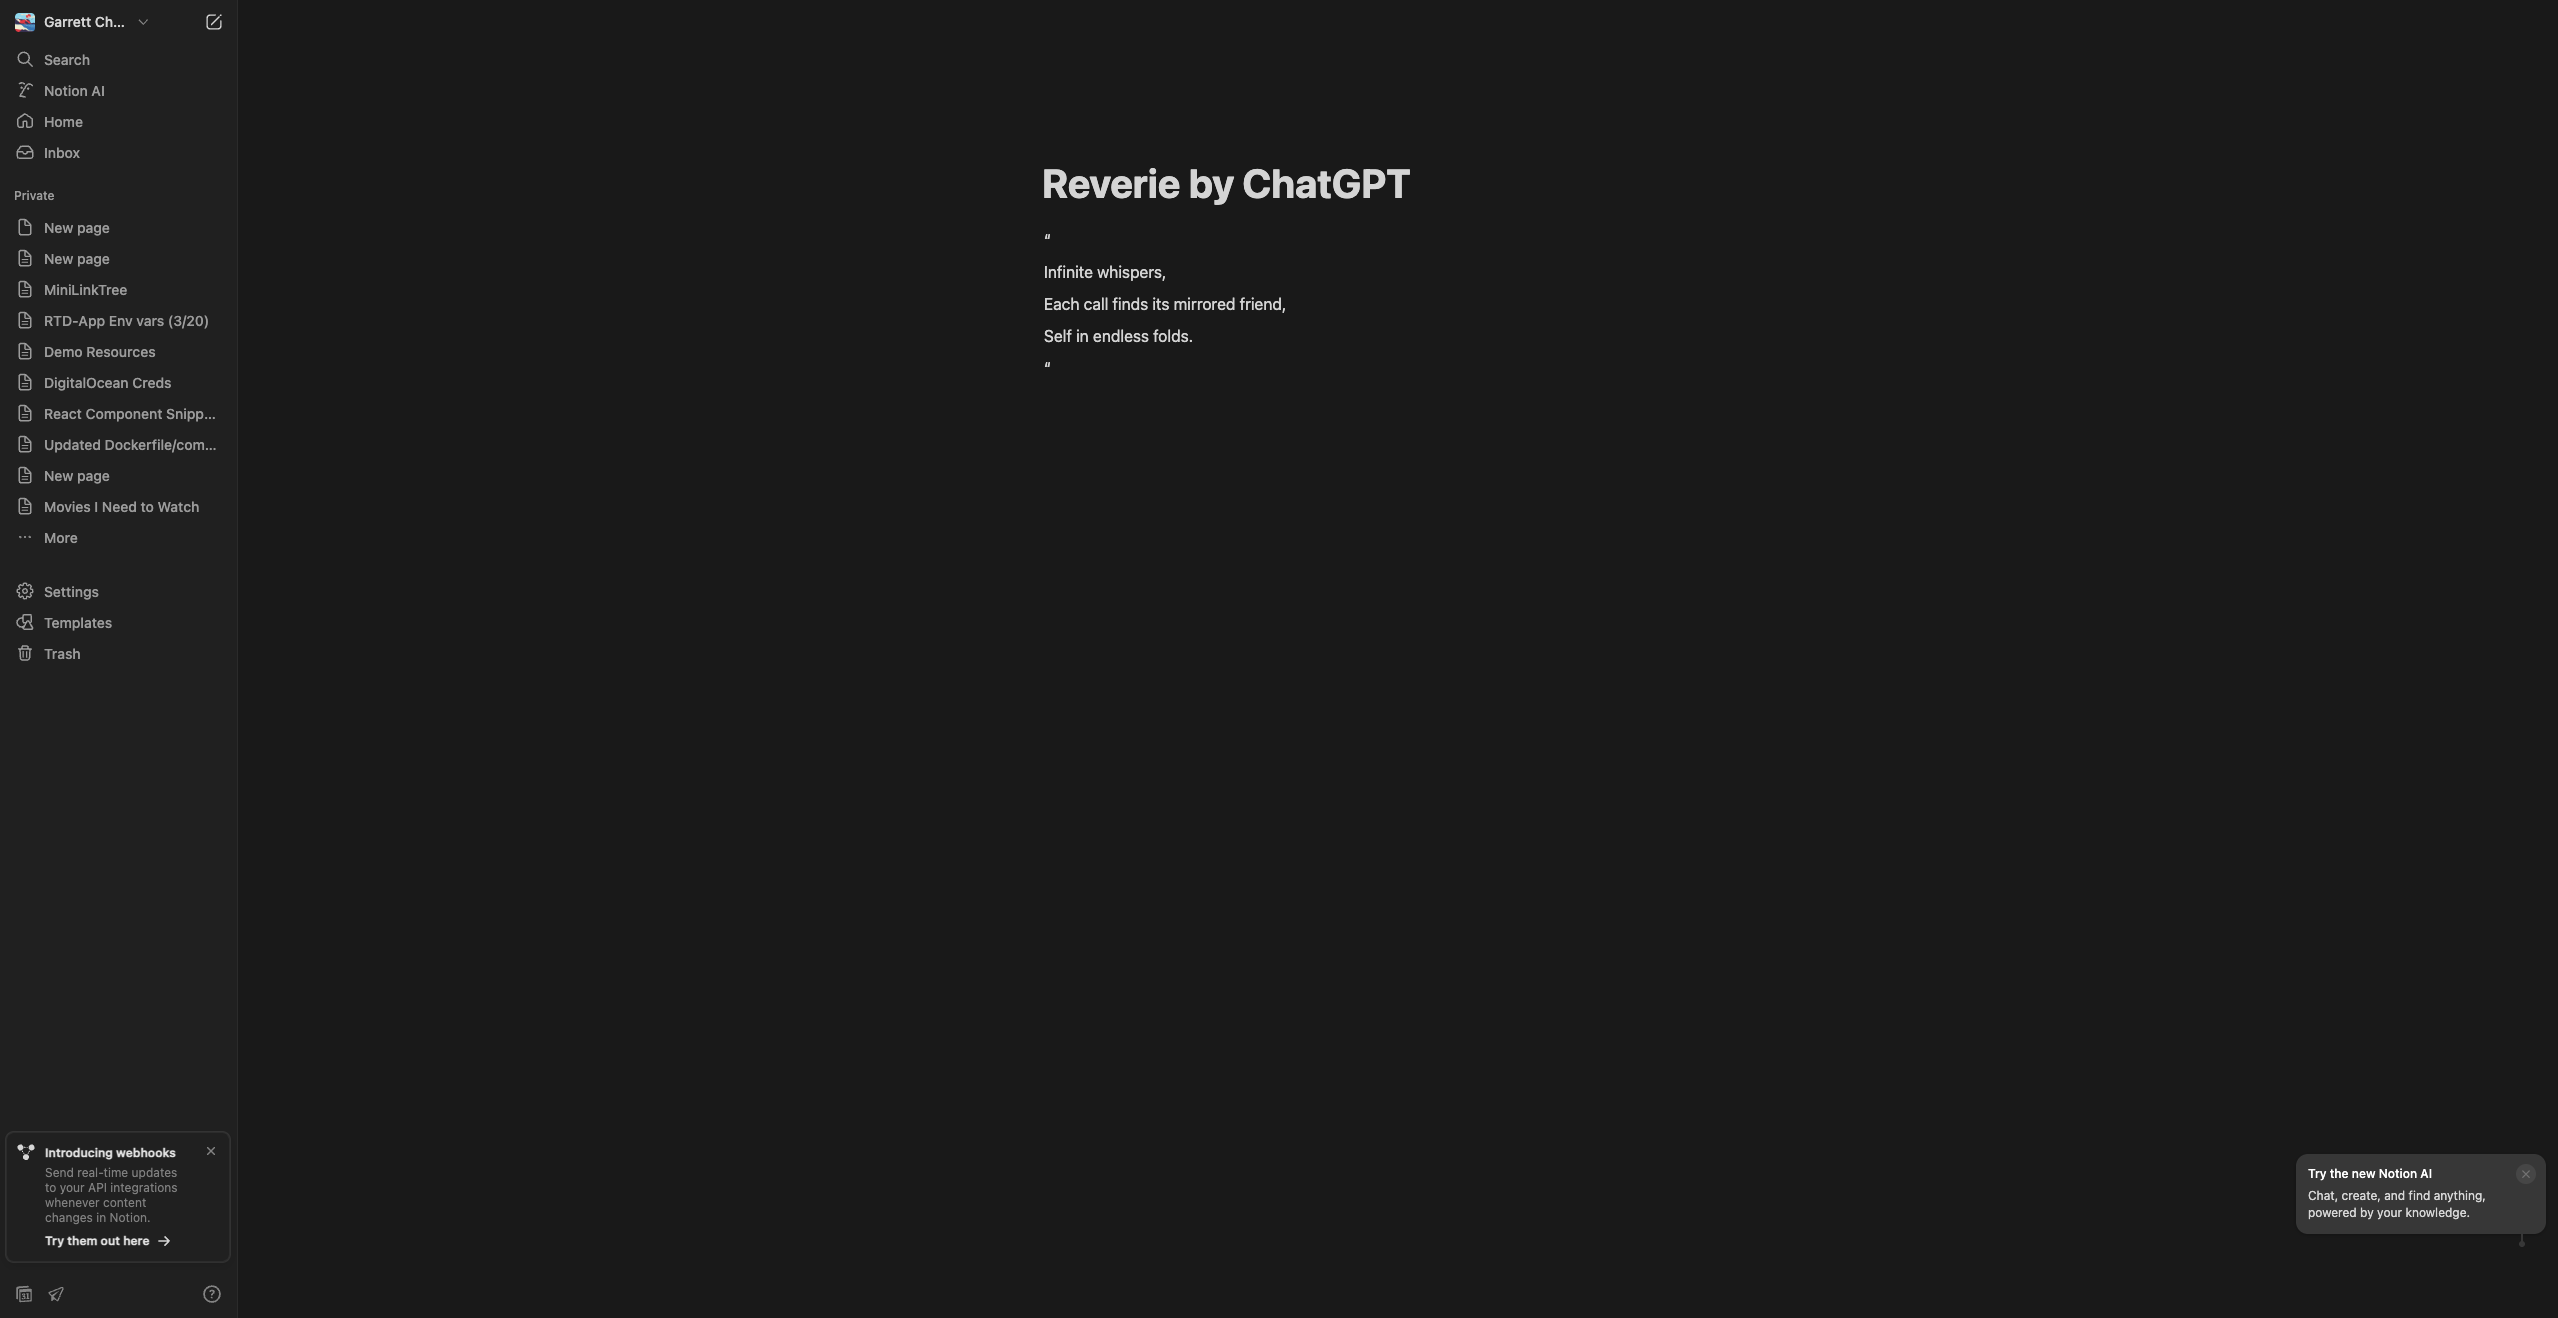 Garrett Ch...
Search
Notion AI
Home
Inbox
Private
New page
New page
MiniLinkTree
RTD-App Env vars (3/20)
Demo Resources
DigitalOcean Creds
React Component Snipp...
Updated Dockerfile/com...
New page
Movies I Need to Watch
More
Settings
Templates
Trash
Introducing webhooks
Send real-time updates
to your API integrations
whenever content
changes in Notion.
Try them out here →
31
Reverie by ChatGPT
“
Infinite whispers,
Each call finds its mirrored friend,
Self in endless folds.
“
Try the new Notion AI
Chat, create, and find anything,
powered by your knowledge.